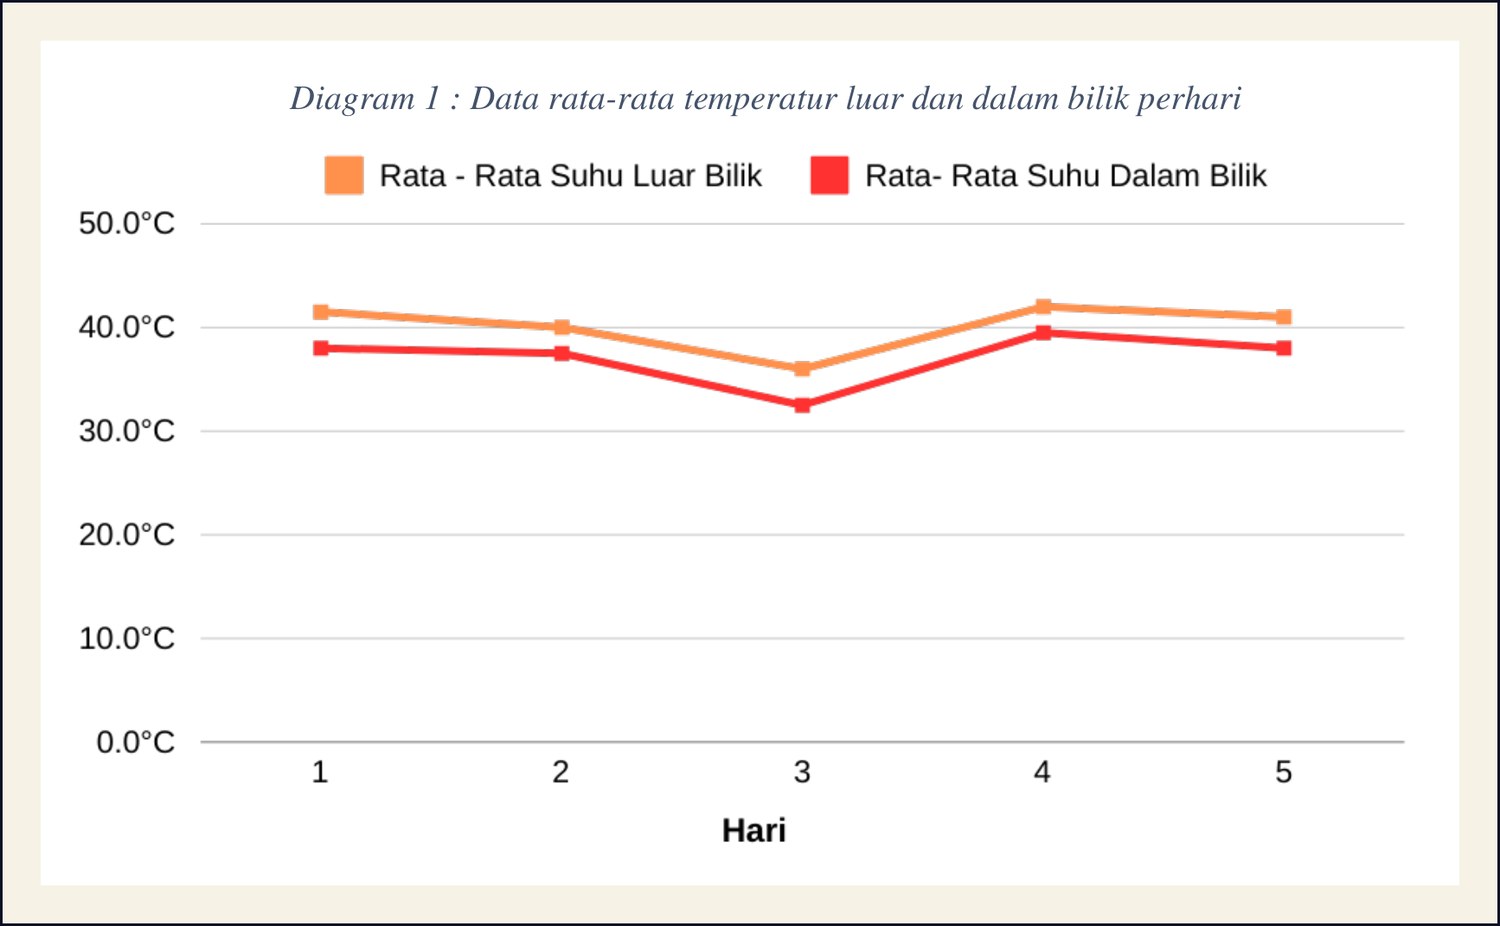 Diagram 1 : Data rata-rata temperatur luar dan dalam bilik perhari
Rata - Rata Suhu Luar Bilik Rata- Rata Suhu Dalam Bilik
50.0°C
40.0°C
30.0°C
20.0°C
10.0°C
0.0°C
1 2 3 4 5
Hari